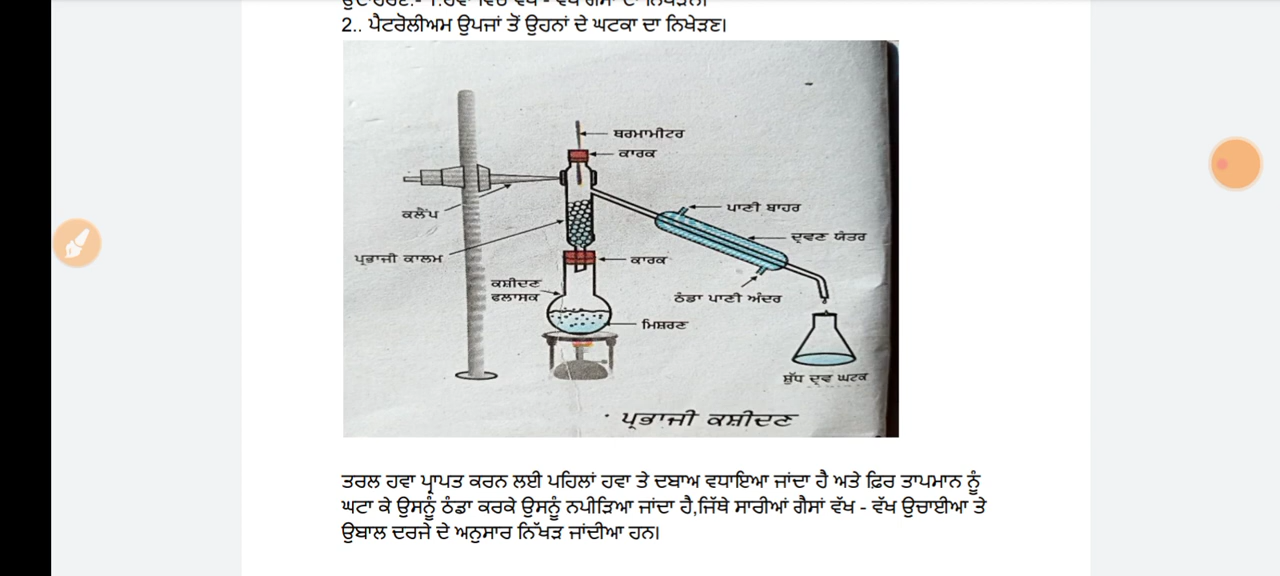 2.. ਪੈਟਰੋਲੀਅਮ ਉਪਜਾਂ ਤੋਂ ਉਹਨਾਂ ਦੇ ਘਟਕਾ ਦਾ ਨਿਖੇੜਣ।
ਥਰਮਾਮੀਟਰ
ਕਾਰਕ
ਕਲੈਂਪ
ਪਾਣੀ ਬਾਹਰ
ਦ੍ਰਵਣ ਯੰਤਰ
ਪ੍ਰਭਾਜੀ ਕਾਲਮ
ਕਾਰਕ
ਕਸ਼ੀਦਣ
ਫਲਾਸਕ
ਠੰਡਾ ਪਾਣੀ ਅੰਦਰ
ਮਿਸ਼ਰਣ
ਸ਼ੁੱਧ ਦ੍ਰਵ ਘਟਕ
ਪ੍ਰਭਾਜੀ ਕਸ਼ੀਦਣ
ਤਰਲ ਹਵਾ ਪ੍ਰਾਪਤ ਕਰਨ ਲਈ ਪਹਿਲਾਂ ਹਵਾ ਤੇ ਦਬਾਅ ਵਧਾਇਆ ਜਾਂਦਾ ਹੈ ਅਤੇ ਫ਼ਿਰ ਤਾਪਮਾਨ ਨੂੰ
ਘਟਾ ਕੇ ਉਸਨੂੰ ਠੰਡਾ ਕਰਕੇ ਉਸਨੂੰ ਨਪੀੜਿਆ ਜਾਂਦਾ ਹੈ,ਜਿੱਥੇ ਸਾਰੀਆਂ ਗੈਸਾਂ ਵੱਖ - ਵੱਖ ਉਚਾਈਆ ਤੇ
ਉਬਾਲ ਦਰਜੇ ਦੇ ਅਨੁਸਾਰ ਨਿੱਖੜ ਜਾਂਦੀਆ ਹਨ।